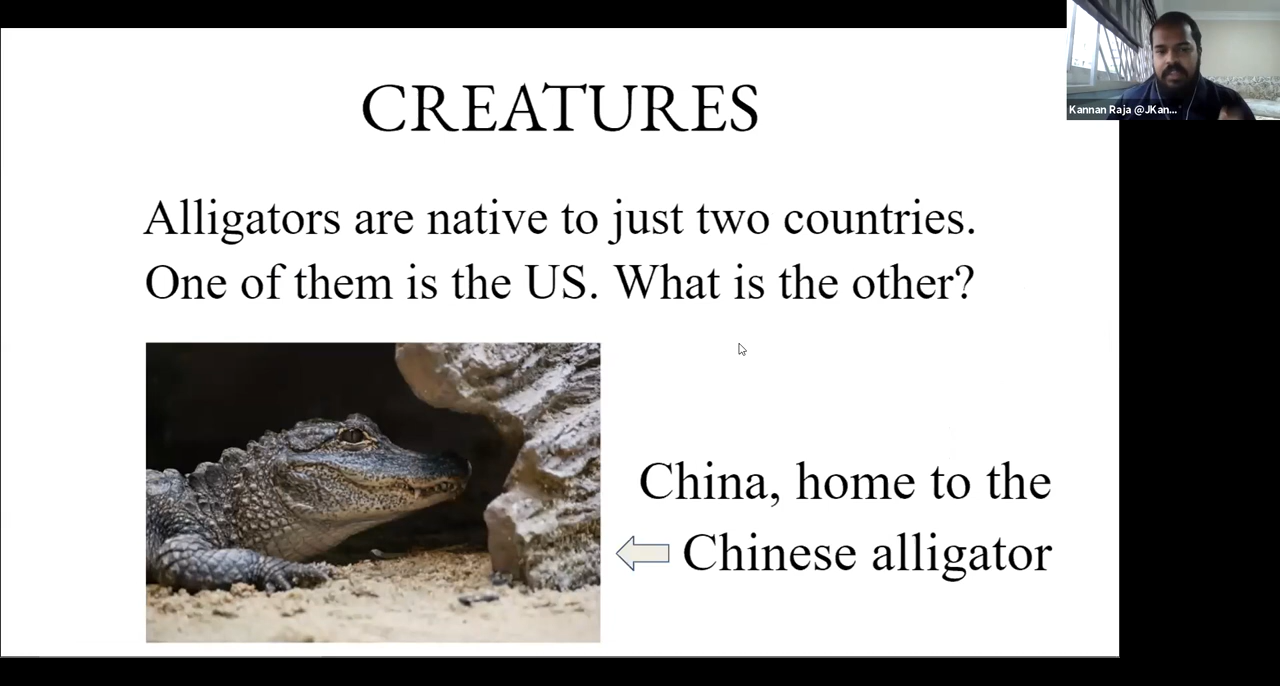 CREATURES
Kannan Raja @JKan...
Alligators are native to just two countries.
One of them is the US. What is the other?
China, home to the
Chinese alligator